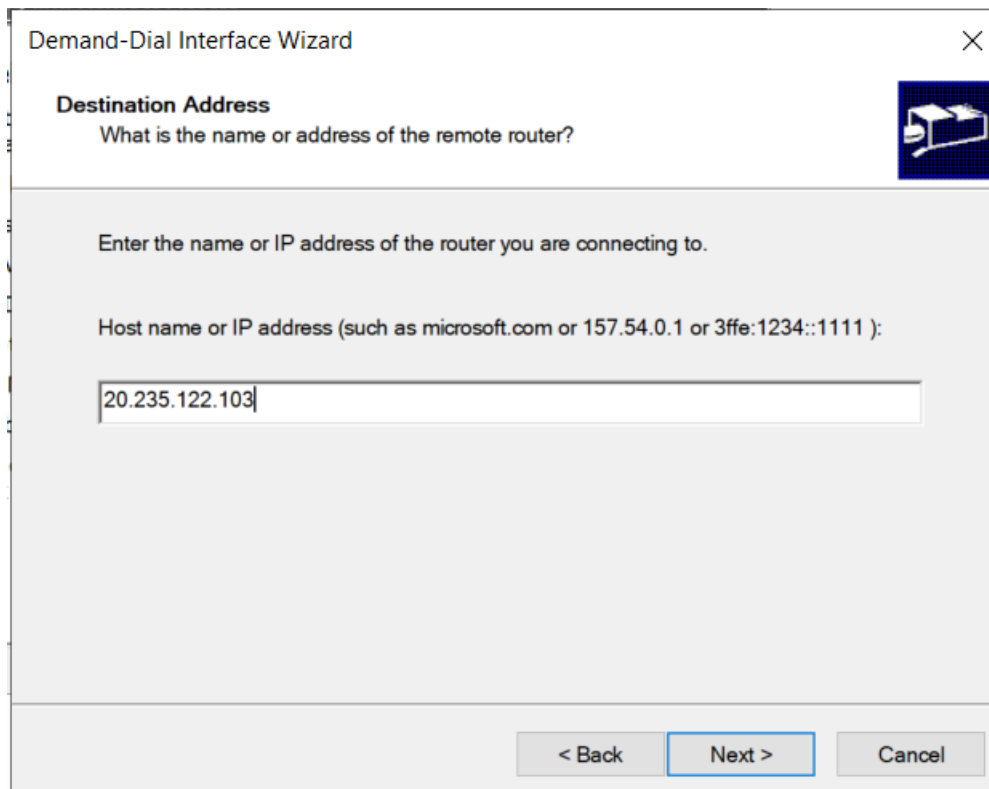 Demand-Dial Interface Wizard
Destination Address
What is the name or address of the remote router?
Enter the name or IP address of the router you are connecting to.
Host name or IP address (such as microsoft.com or 157.54.0.1 or 3ffe:1234::1111 ):
20.235.122.103
< Back Next > Cancel